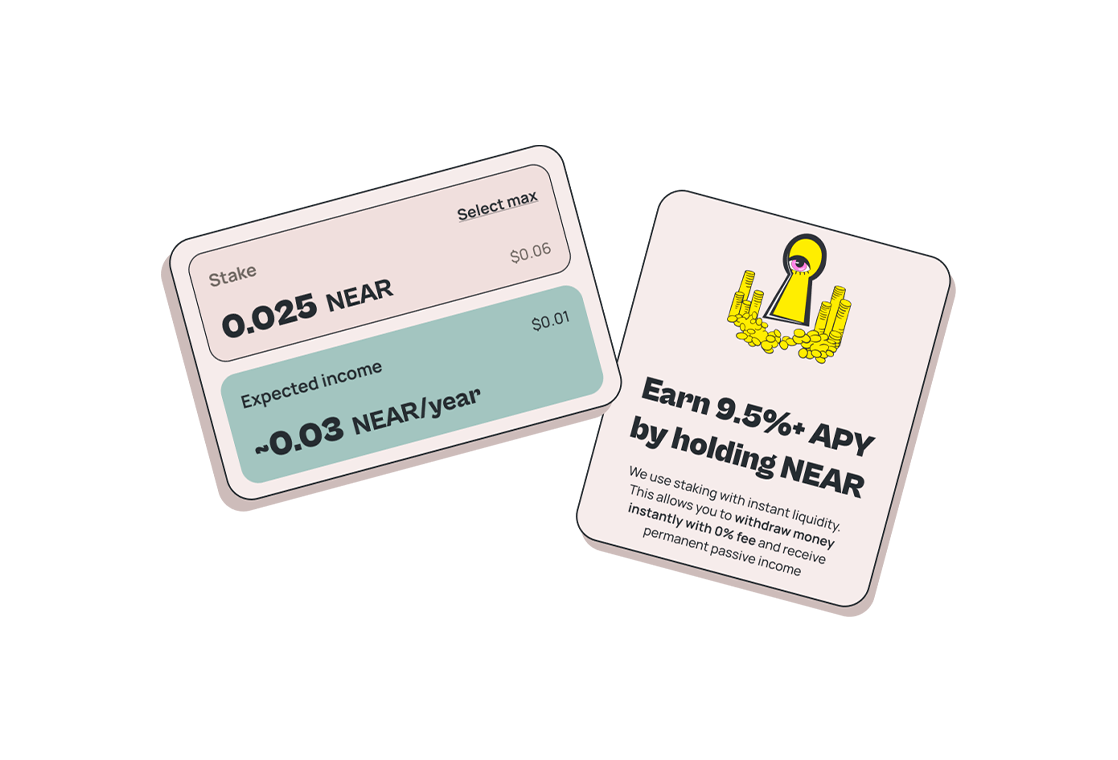 Stake
Select max
0.025 NEAR
$0.06
Expected income
$0.01
~0.03 NEAR/year
Earn 9.5%+ APY
by holding NEAR
We use staking with instant liquidity.
This allows you to withdraw money
instantly with 0% fee and receive
permanent passive income